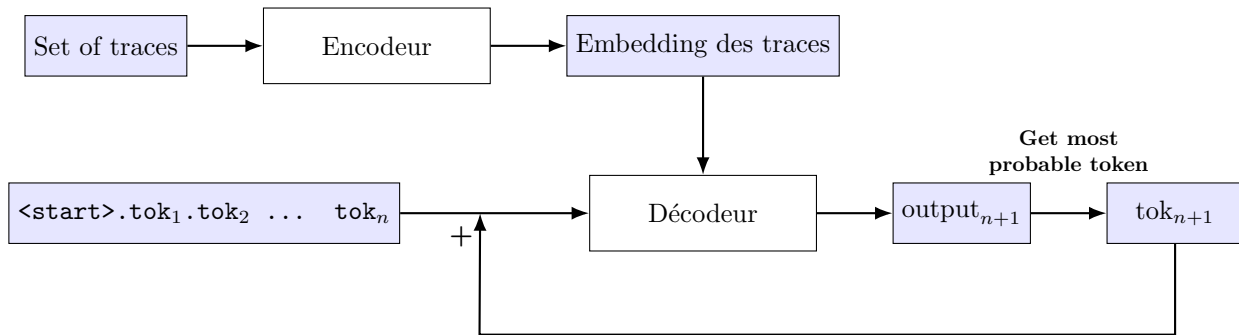 Set of traces
Encodeur
Embedding des traces
Get most
probable token
<start>.tok₁.tok₂ ... tokₙ
+
Décodeur
outputₙ₊₁
tokₙ₊₁